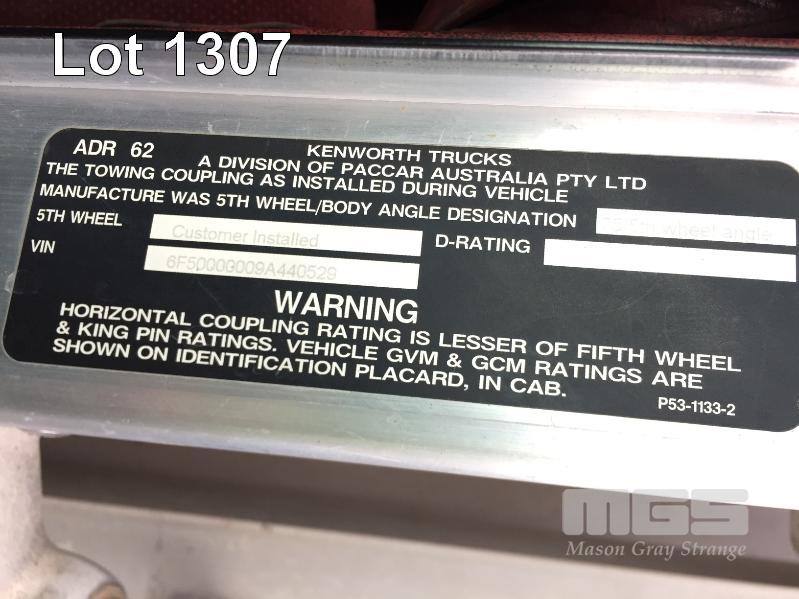 Lot 1307
ADR 62
KENWORTH TRUCKS
A DIVISION OF PACCAR AUSTRALIA PTY LTD
THE TOWING COUPLING AS INSTALLED DURING VEHICLE
MANUFACTURE WAS 5TH WHEEL/BODY ANGLE DESIGNATION wheel angle
5TH WHEEL Customer Installed D-RATING
VIN 6F50000009A440529
WARNING
HORIZONTAL COUPLING RATING IS LESSER OF FIFTH WHEEL
& KING PIN RATINGS. VEHICLE GVM & GCM RATINGS ARE
SHOWN ON IDENTIFICATION PLACARD, IN CAB.
P53-1133-2
MGS
Mason Gray Strange